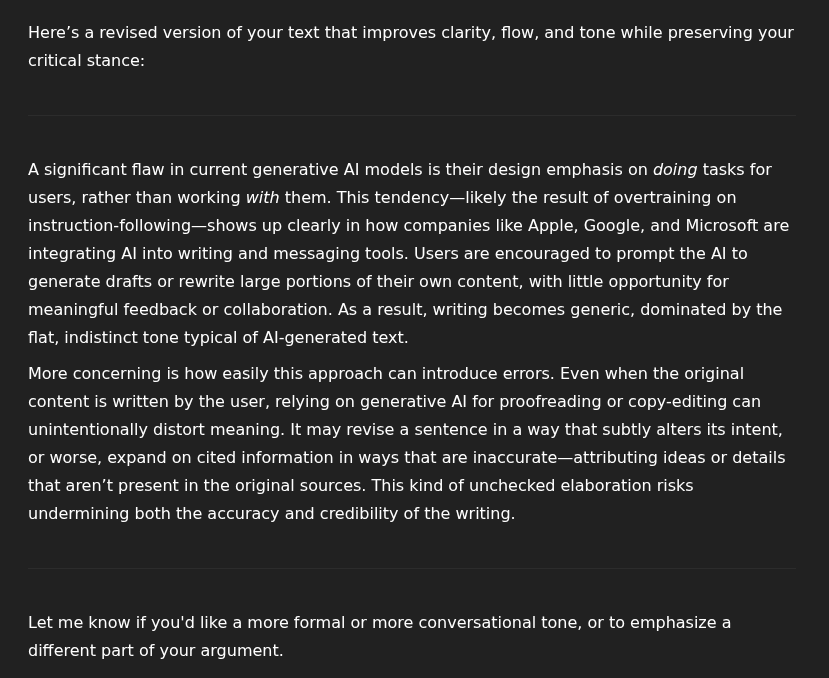 Here’s a revised version of your text that improves clarity, flow, and tone while preserving your
critical stance:
A significant flaw in current generative AI models is their design emphasis on doing tasks for
users, rather than working with them. This tendency—likely the result of overtraining on
instruction-following—shows up clearly in how companies like Apple, Google, and Microsoft are
integrating AI into writing and messaging tools. Users are encouraged to prompt the AI to
generate drafts or rewrite large portions of their own content, with little opportunity for
meaningful feedback or collaboration. As a result, writing becomes generic, dominated by the
flat, indistinct tone typical of AI-generated text.
More concerning is how easily this approach can introduce errors. Even when the original
content is written by the user, relying on generative AI for proofreading or copy-editing can
unintentionally distort meaning. It may revise a sentence in a way that subtly alters its intent,
or worse, expand on cited information in ways that are inaccurate—attributing ideas or details
that aren’t present in the original sources. This kind of unchecked elaboration risks
undermining both the accuracy and credibility of the writing.
Let me know if you'd like a more formal or more conversational tone, or to emphasize a
different part of your argument.